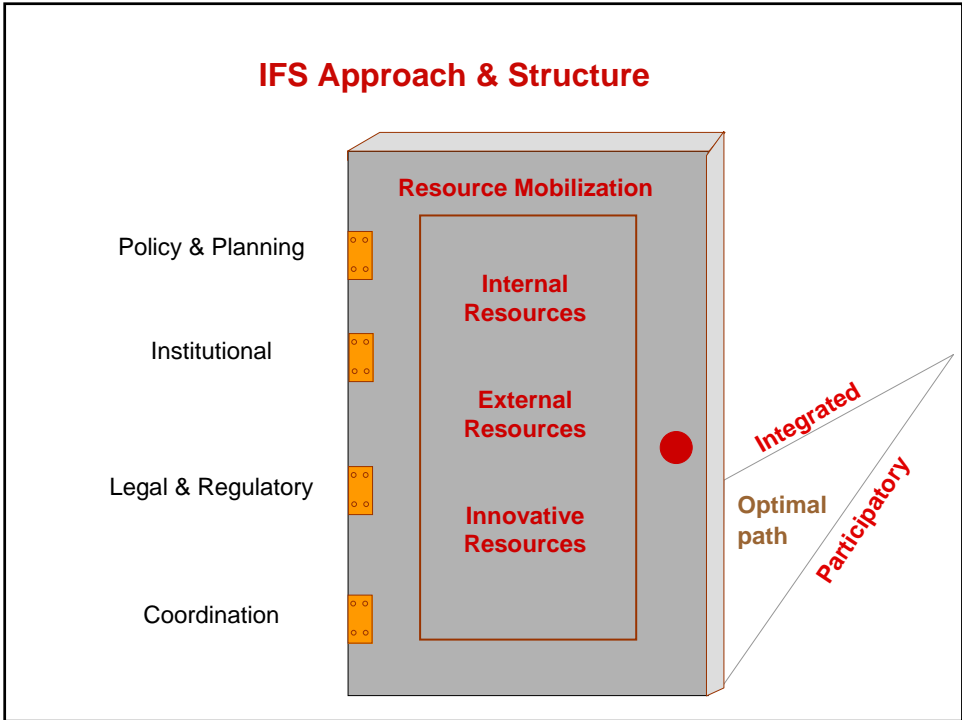 IFS Approach & Structure
Resource Mobilization
Policy & Planning
Institutional
Legal & Regulatory
Coordination
Internal
Resources
External
Resources
Innovative
Resources
Integrated
Optimal
path
Participatory